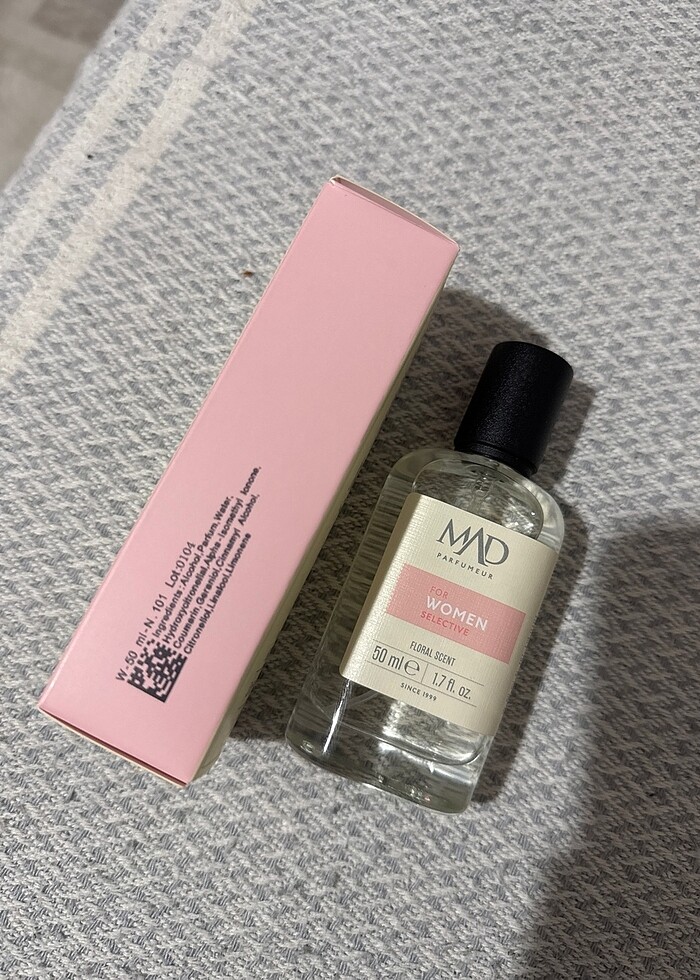 W-50 ml-N. 101 Lot-0104
Ingredients:Alcohol,Parfum,Water,
Hydroxycitronellal,Alpha-isomethyl Ionone,
Coumarin,Geraniol,Cinnamyl Alcohol,
Citronellol,Linalool,Limonene
MAD
PARFUMEUR
FOR
WOMEN
SELECTIVE
FLORAL SCENT
50 ml ℮ 1.7 fl. oz.
SINCE 1999